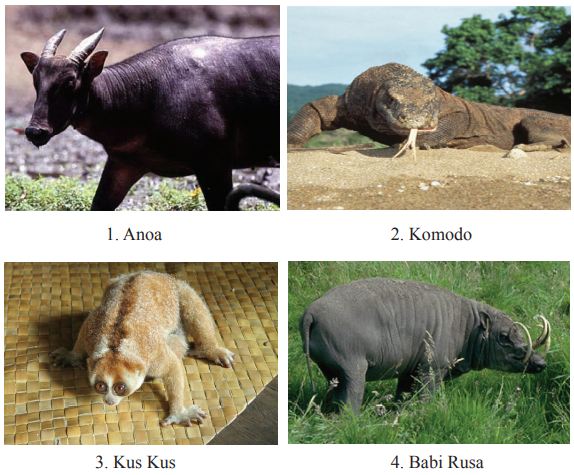 1. Anoa
2. Komodo
3. Kus Kus
4. Babi Rusa